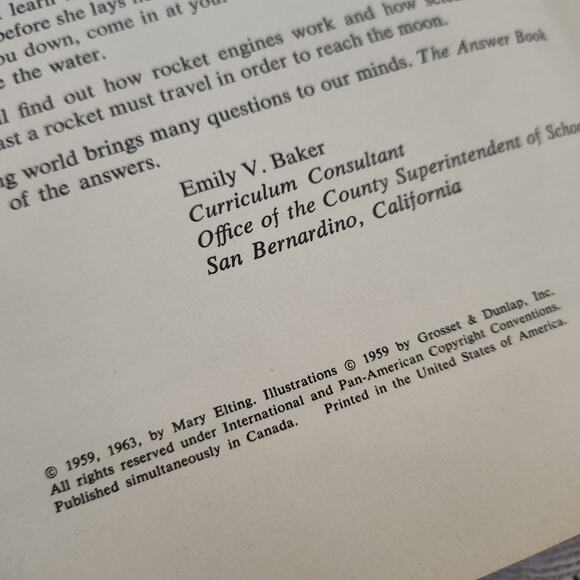 learn
before she lays
you down, come in at you
the water.
find out how rocket engines work and how
a rocket must travel in order to reach the moon.
world brings many questions to our minds. The Answer Book
of the answers.
Emily V. Baker
Curriculum Consultant
Office of the County Superintendent of Schoo
San Bernardino, California
© 1959, 1963, by Mary Elting. Illustrations © 1959 by Grosset & Dunlap, Inc.
All rights reserved under International and Pan-American Copyright Conventions.
Published simultaneously in Canada. Printed in the United States of America.